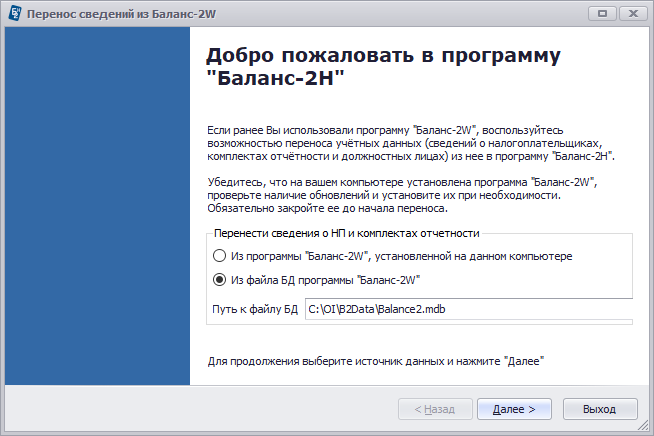 Перенос сведений из Баланс-2W
Добро пожаловать в программу
"Баланс-2Н"
Если ранее Вы использовали программу "Баланс-2W", воспользуйтесь
возможностью переноса учётных данных (сведений о налогоплательщиках,
комплектах отчётности и должностных лицах) из нее в программу "Баланс-2Н".
Убедитесь, что на вашем компьютере установлена программа "Баланс-2W",
проверьте наличие обновлений и установите их при необходимости.
Обязательно закройте ее до начала переноса.
Перенести сведения о НП и комплектах отчетности
Из программы "Баланс-2W", установленной на данном компьютере
Из файла БД программы "Баланс-2W"
Путь к файлу БД C:\OI\B2Data\Balance2.mdb
Для продолжения выберите источник данных и нажмите "Далее"
< Назад Далее > Выход